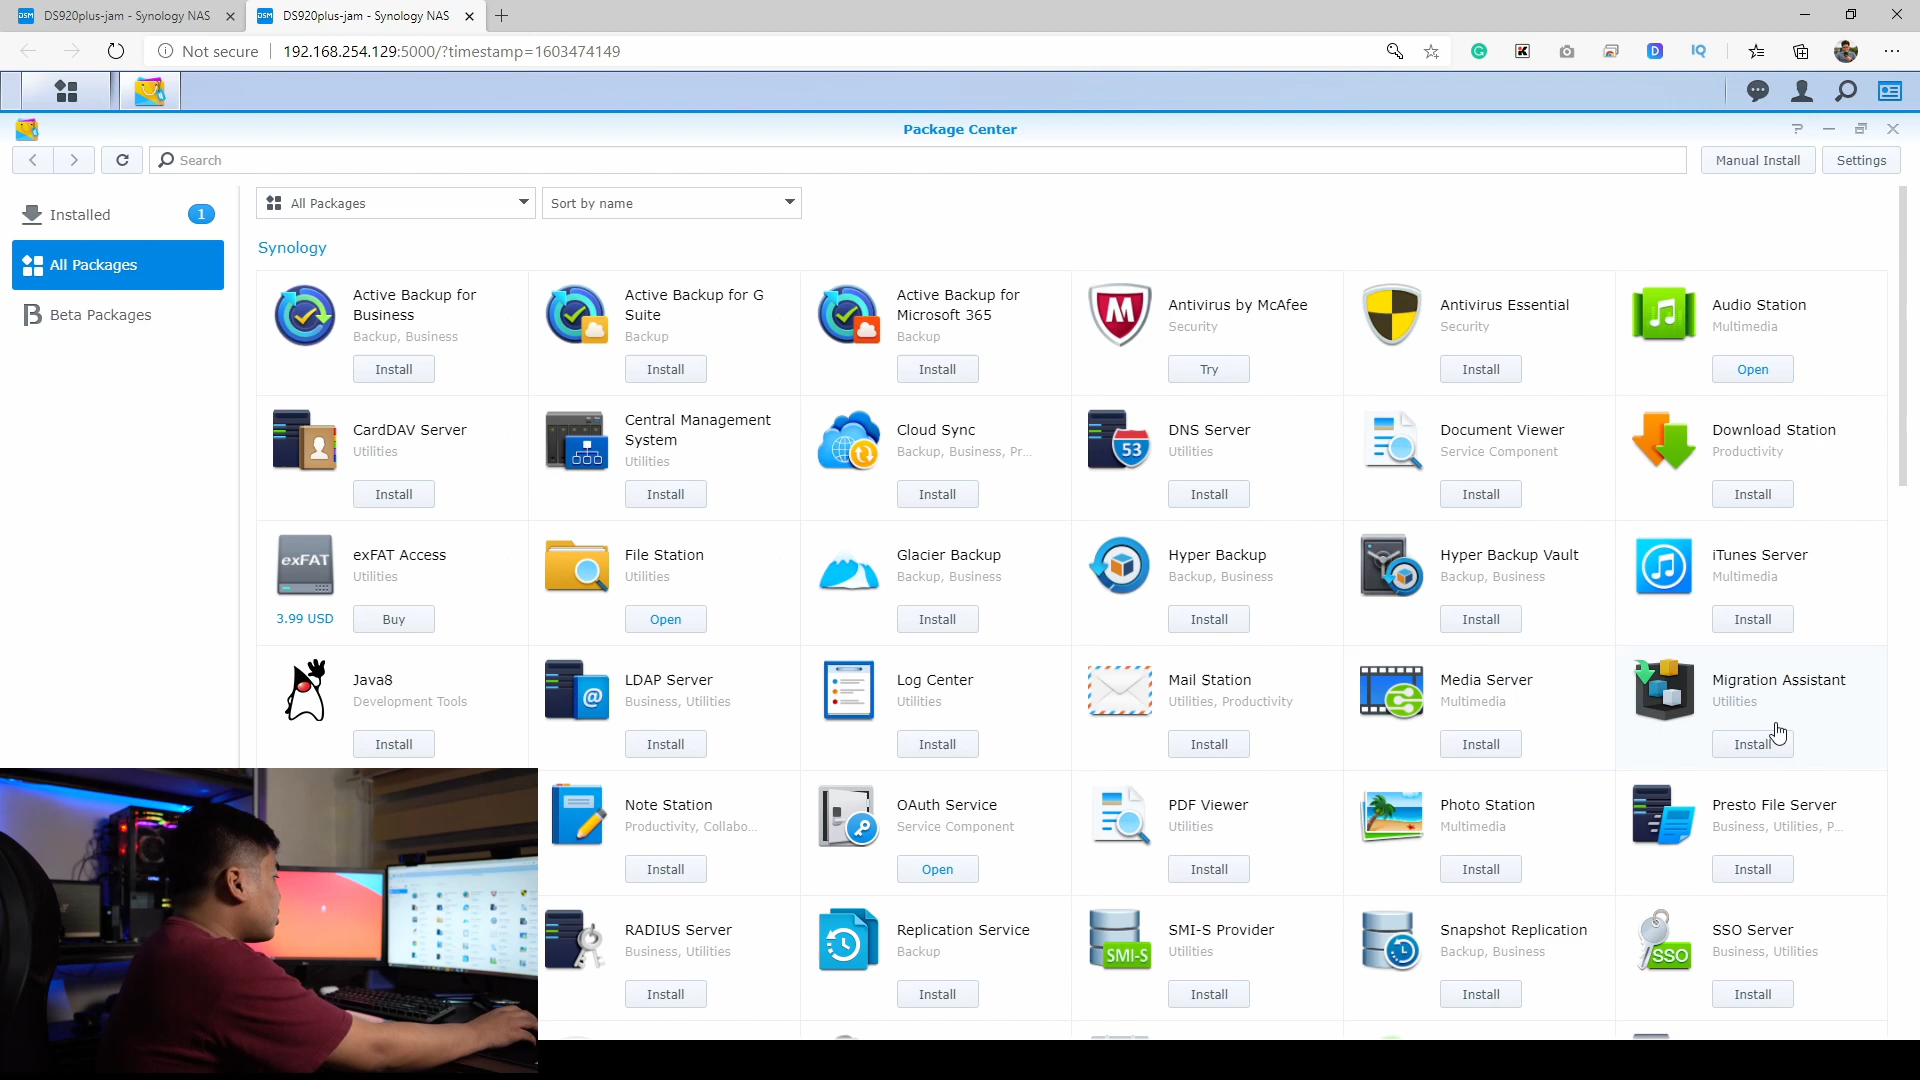 DS920plus-jam - Synology NAS
DS920plus-jam - Synology NAS
Not secure
192.168.254.129:5000/?timestamp=1603474149
Package Center
Search
Manual Install
Settings
Installed
1
All Packages
Beta Packages
All Packages
Sort by name
Synology
Active Backup for
Business
Backup, Business
Install
Active Backup for G
Suite
Backup
Install
Active Backup for
Microsoft 365
Backup
Install
Antivirus by McAfee
Security
Try
Antivirus Essential
Security
Install
Audio Station
Multimedia
Open
CardDAV Server
Utilities
Install
Central Management
System
Utilities
Install
Cloud Sync
Backup, Business, Pr...
Install
53
DNS Server
Utilities
Install
Document Viewer
Service Component
Install
Download Station
Productivity
Install
exFAT
exFAT Access
Utilities
3.99 USD
Buy
File Station
Utilities
Open
Glacier Backup
Backup, Business
Install
Hyper Backup
Backup, Business
Install
Hyper Backup Vault
Backup, Business
Install
iTunes Server
Multimedia
Install
Java8
Development Tools
Install
LDAP Server
Business, Utilities
Install
Log Center
Utilities
Install
Mail Station
Utilities, Productivity
Install
Media Server
Multimedia
Install
Migration Assistant
Utilities
Install
Note Station
Productivity, Collabo...
Install
OAuth Service
Service Component
Open
PDF Viewer
Utilities
Install
Photo Station
Multimedia
Install
Presto File Server
Business, Utilities, P...
Install
RADIUS Server
Business, Utilities
Install
Replication Service
Backup
Install
SMI-S
SMI-S Provider
Utilities
Install
Snapshot Replication
Backup, Business
Install
SSO
SSO Server
Business, Utilities
Install